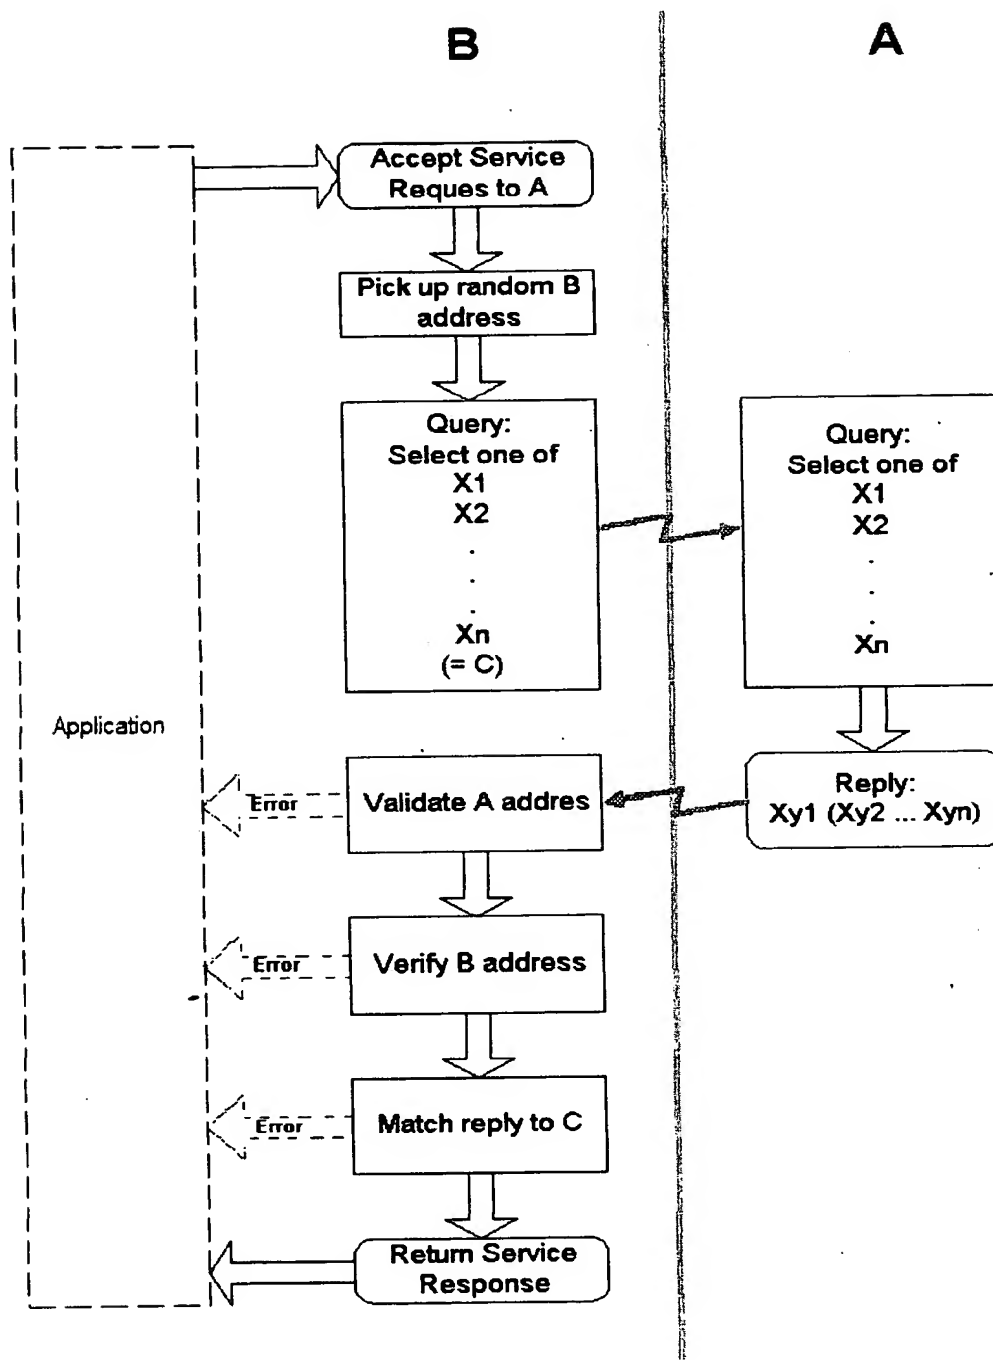 B
A
Accept Service
Reques to A
Pick up random B
address
Query:
Select one of
X1
X2
.
.
.
Xn
(= C)
Query:
Select one of
X1
X2
.
.
.
Xn
Application
Error
Validate A addres
Reply:
Xy1 (Xy2 ... Xyn)
Error
Verify B address
Error
Match reply to C
Return Service
Response